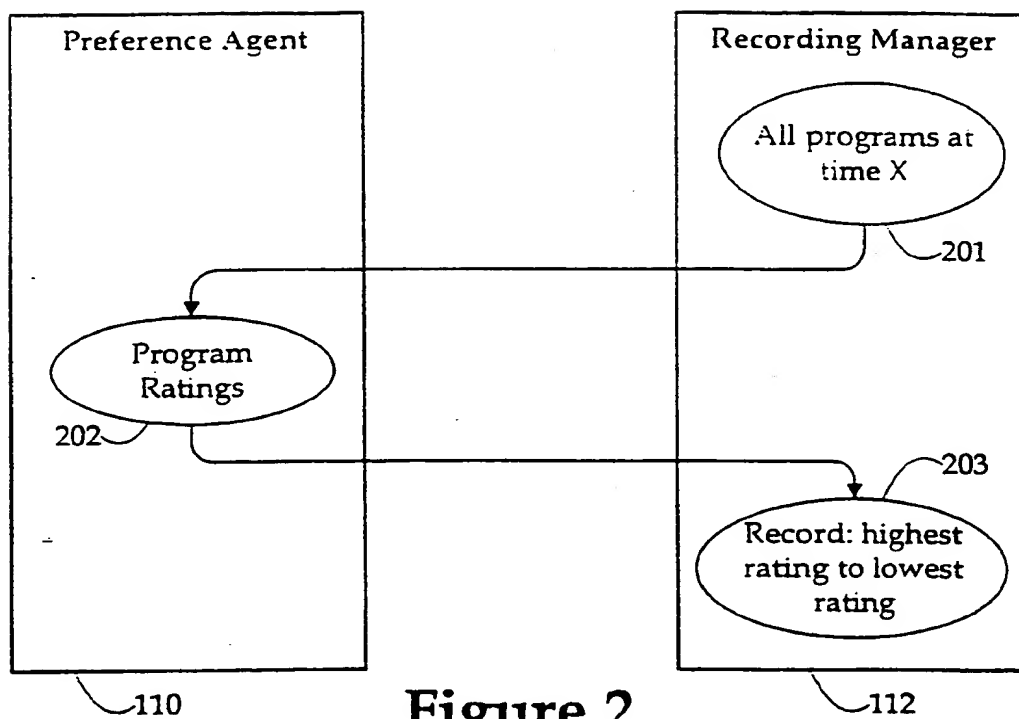 Preference Agent
Recording Manager
All programs at
time X
201
Program
Ratings
202
203
Record: highest
rating to lowest
rating
110
112
Figure 2